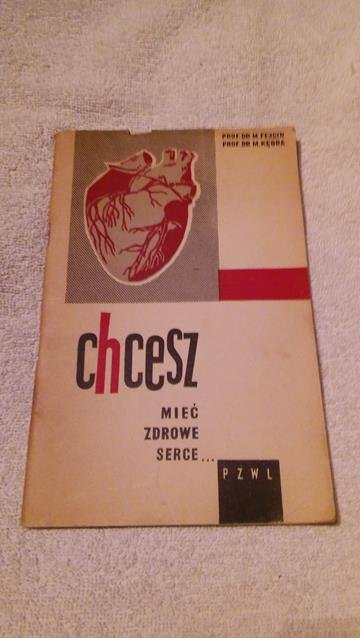 PROF. DR M. FEJGIN
PROF. DR M. KĘDRA
chcesz
MIEĆ
ZDROWE
SERCE...
PZWL